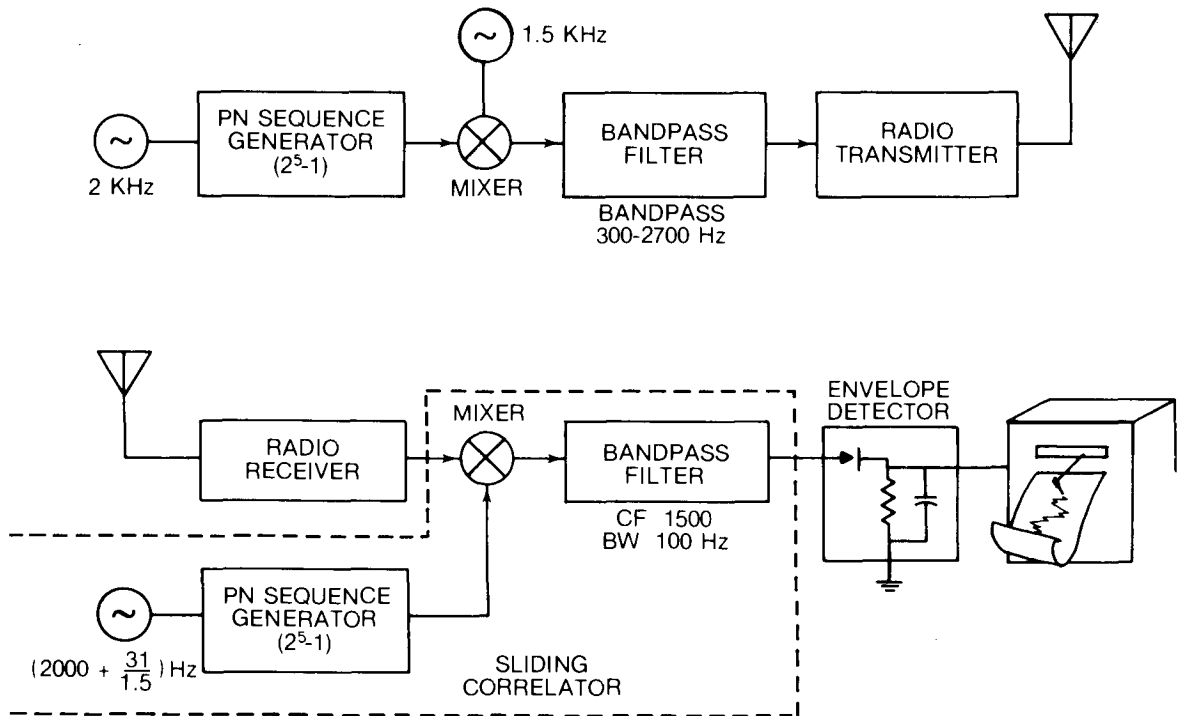 1.5 KHz
2 KHz
PN SEQUENCE
GENERATOR
(2⁵-1)
MIXER
BANDPASS
FILTER
BANDPASS
300-2700 Hz
RADIO
TRANSMITTER
RADIO
RECEIVER
MIXER
BANDPASS
FILTER
CF 1500
BW 100 Hz
ENVELOPE
DETECTOR
(2000 + 31/1.5) Hz
PN SEQUENCE
GENERATOR
(2⁵-1)
SLIDING
CORRELATOR